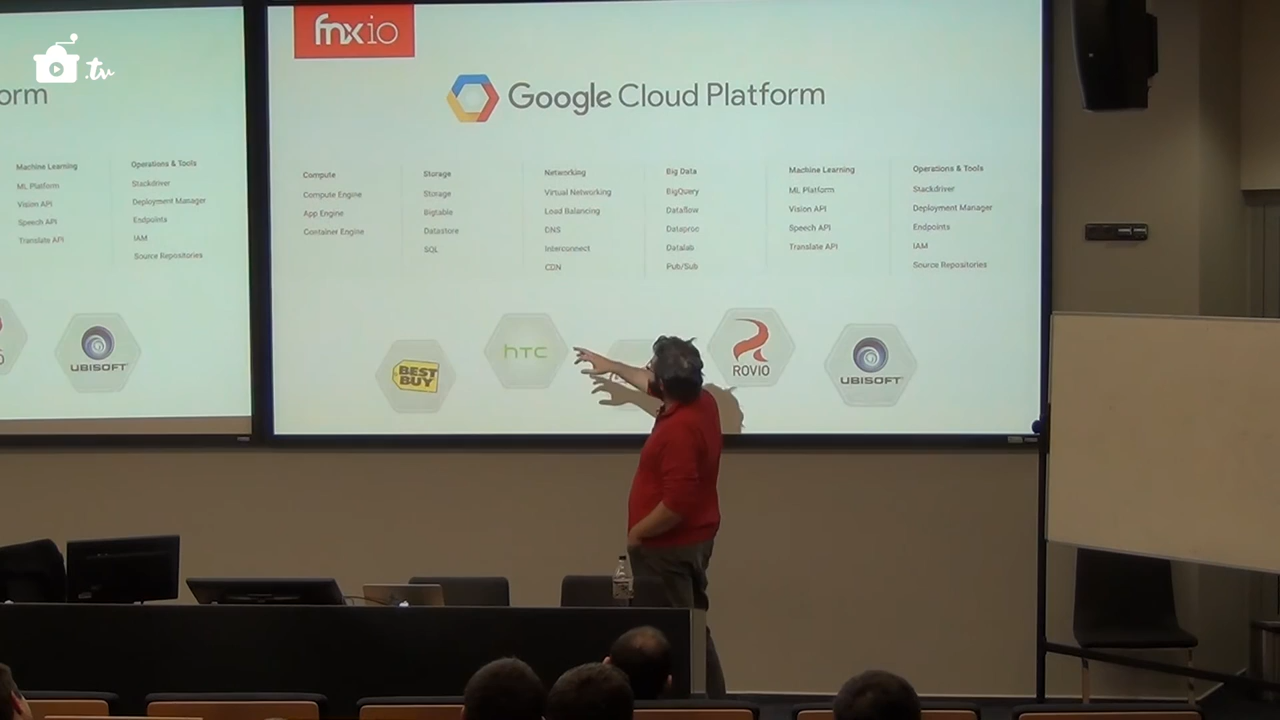 .tv
orm
Machine Learning
ML Platform
Vision API
Speech API
Translate API
Operations & Tools
Stackdriver
Deployment Manager
Endpoints
IAM
Source Repositories
UBISOFT
fnxio
Google Cloud Platform
Compute
Compute Engine
App Engine
Container Engine
Storage
Storage
Bigtable
Datastore
SQL
Networking
Virtual Networking
Load Balancing
DNS
Interconnect
CDN
Big Data
BigQuery
Dataflow
Dataproc
Datalab
Pub/Sub
Machine Learning
ML Platform
Vision API
Speech API
Translate API
Operations & Tools
Stackdriver
Deployment Manager
Endpoints
IAM
Source Repositories
BEST
BUY
hTC
ROVIO
UBISOFT